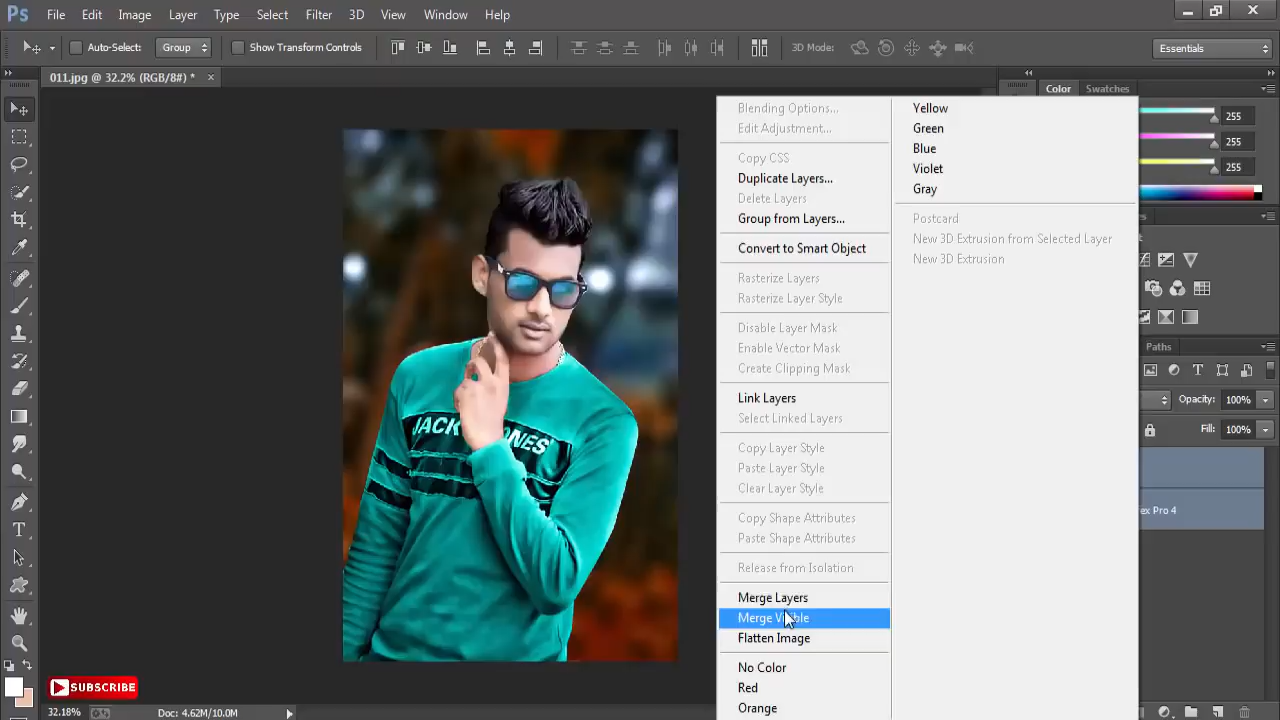 Ps File Edit Image Layer Type Select Filter 3D View Window Help
Auto-Select: Group Show Transform Controls 3D Mode: Essentials
011.jpg @ 32.2% (RGB/8#) *
Color Swatches
255
255
255
Blending Options...
Edit Adjustment...
Copy CSS
Duplicate Layers...
Delete Layers
Group from Layers...
Convert to Smart Object
Rasterize Layers
Rasterize Layer Style
Disable Layer Mask
Enable Vector Mask
Create Clipping Mask
Link Layers
Select Linked Layers
Copy Layer Style
Paste Layer Style
Clear Layer Style
Copy Shape Attributes
Paste Shape Attributes
Release from Isolation
Merge Layers
Merge Visible
Flatten Image
No Color
Red
Orange
Yellow
Green
Blue
Violet
Gray
Postcard
New 3D Extrusion from Selected Layer
New 3D Extrusion
Paths
Opacity: 100%
Fill: 100%
ex Pro 4
JACK JONES
SUBSCRIBE
32.18% Doc: 4.62M/10.0M